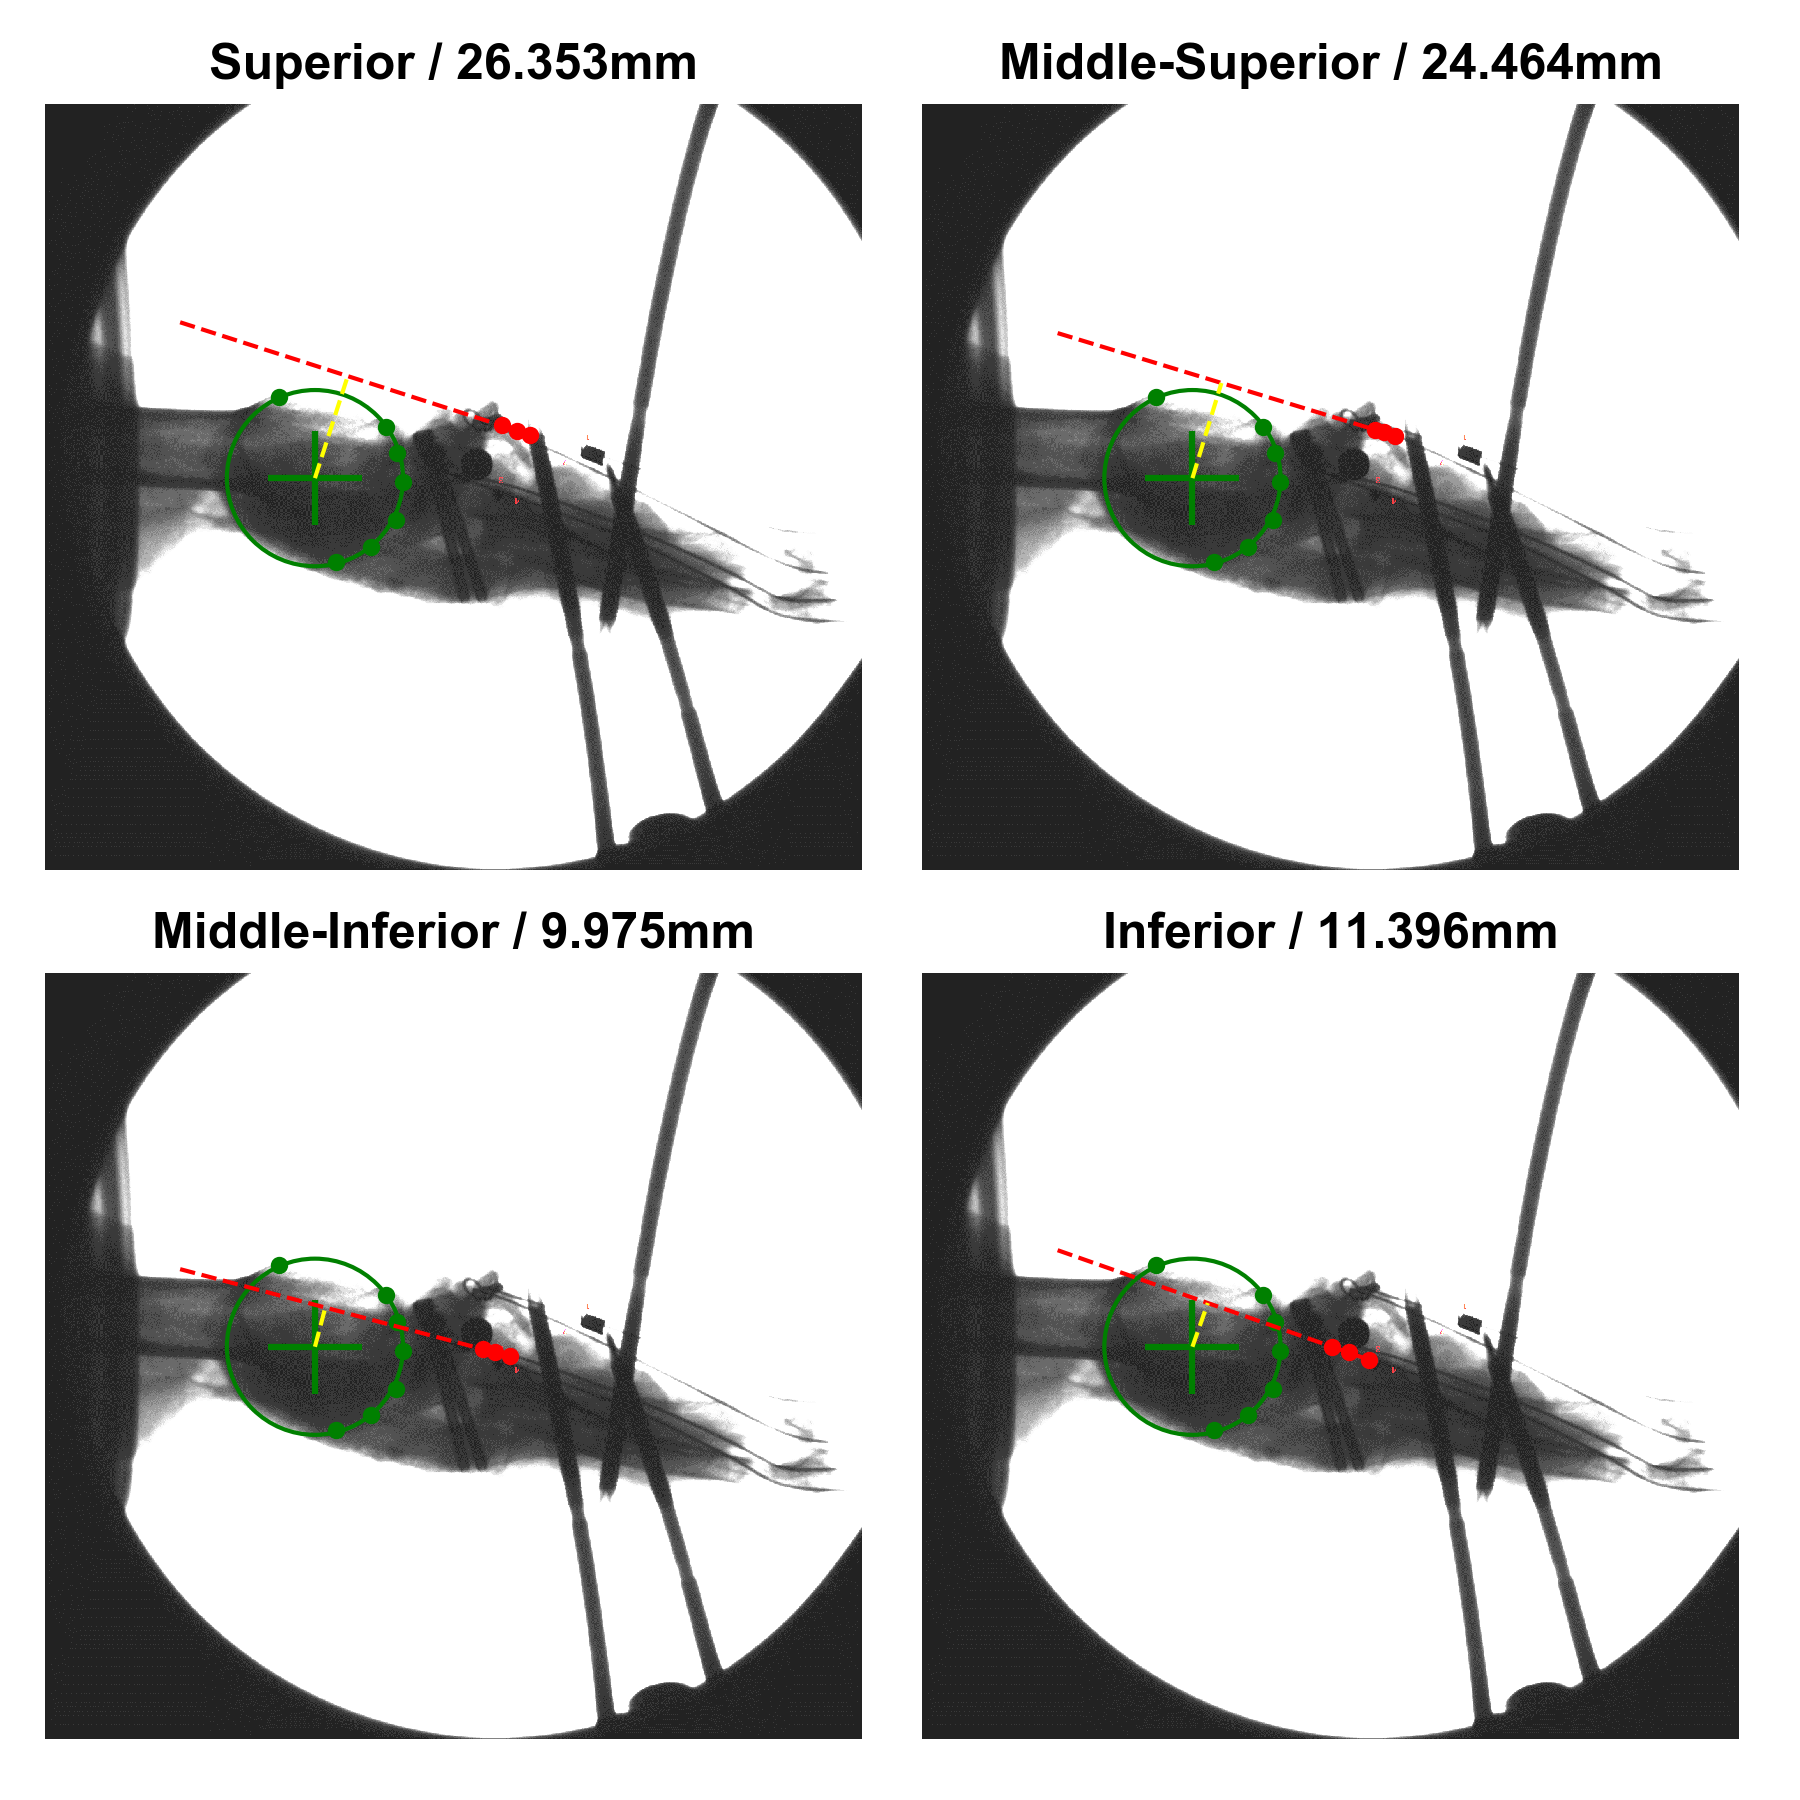 Superior / 26.353mm
Middle-Superior / 24.464mm
Middle-Inferior / 9.975mm
Inferior / 11.396mm